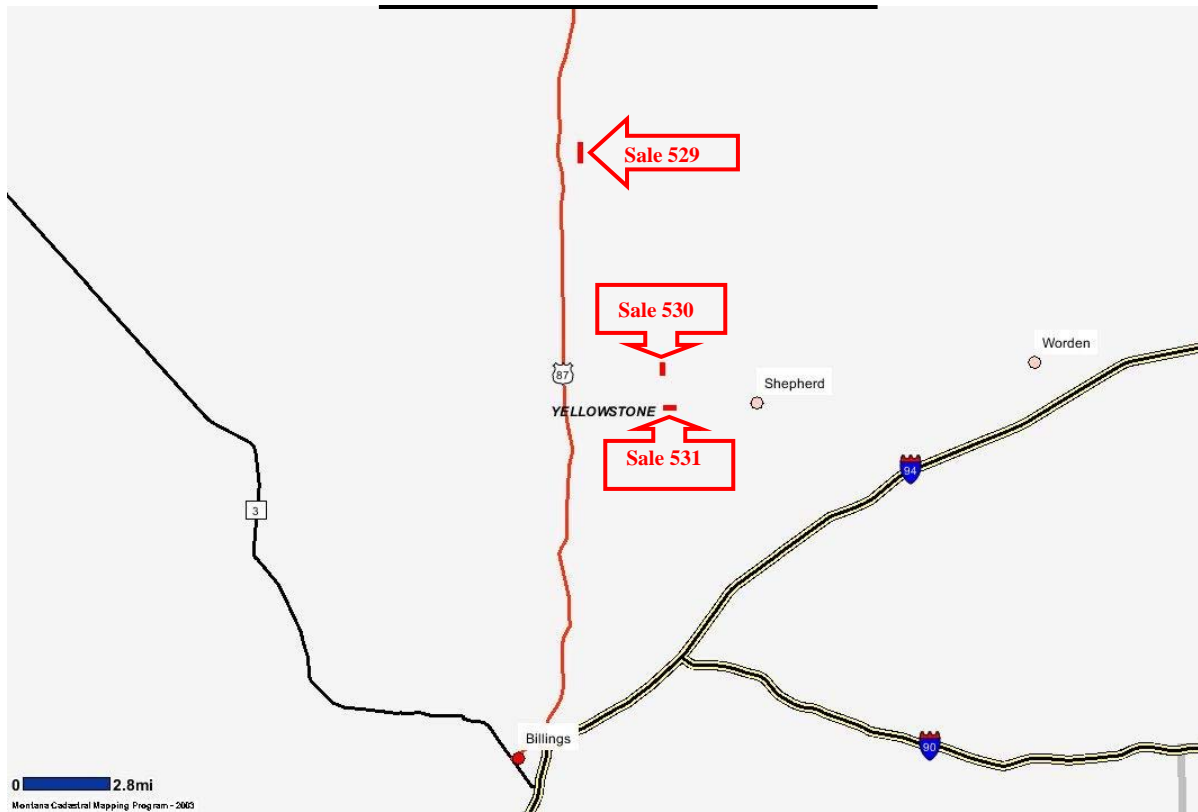 Sale 529
Sale 530
Worden
87
Shepherd
YELLOWSTONE
Sale 531
94
3
Billings
90
0 2.8mi
Montana Cadastral Mapping Program - 2003